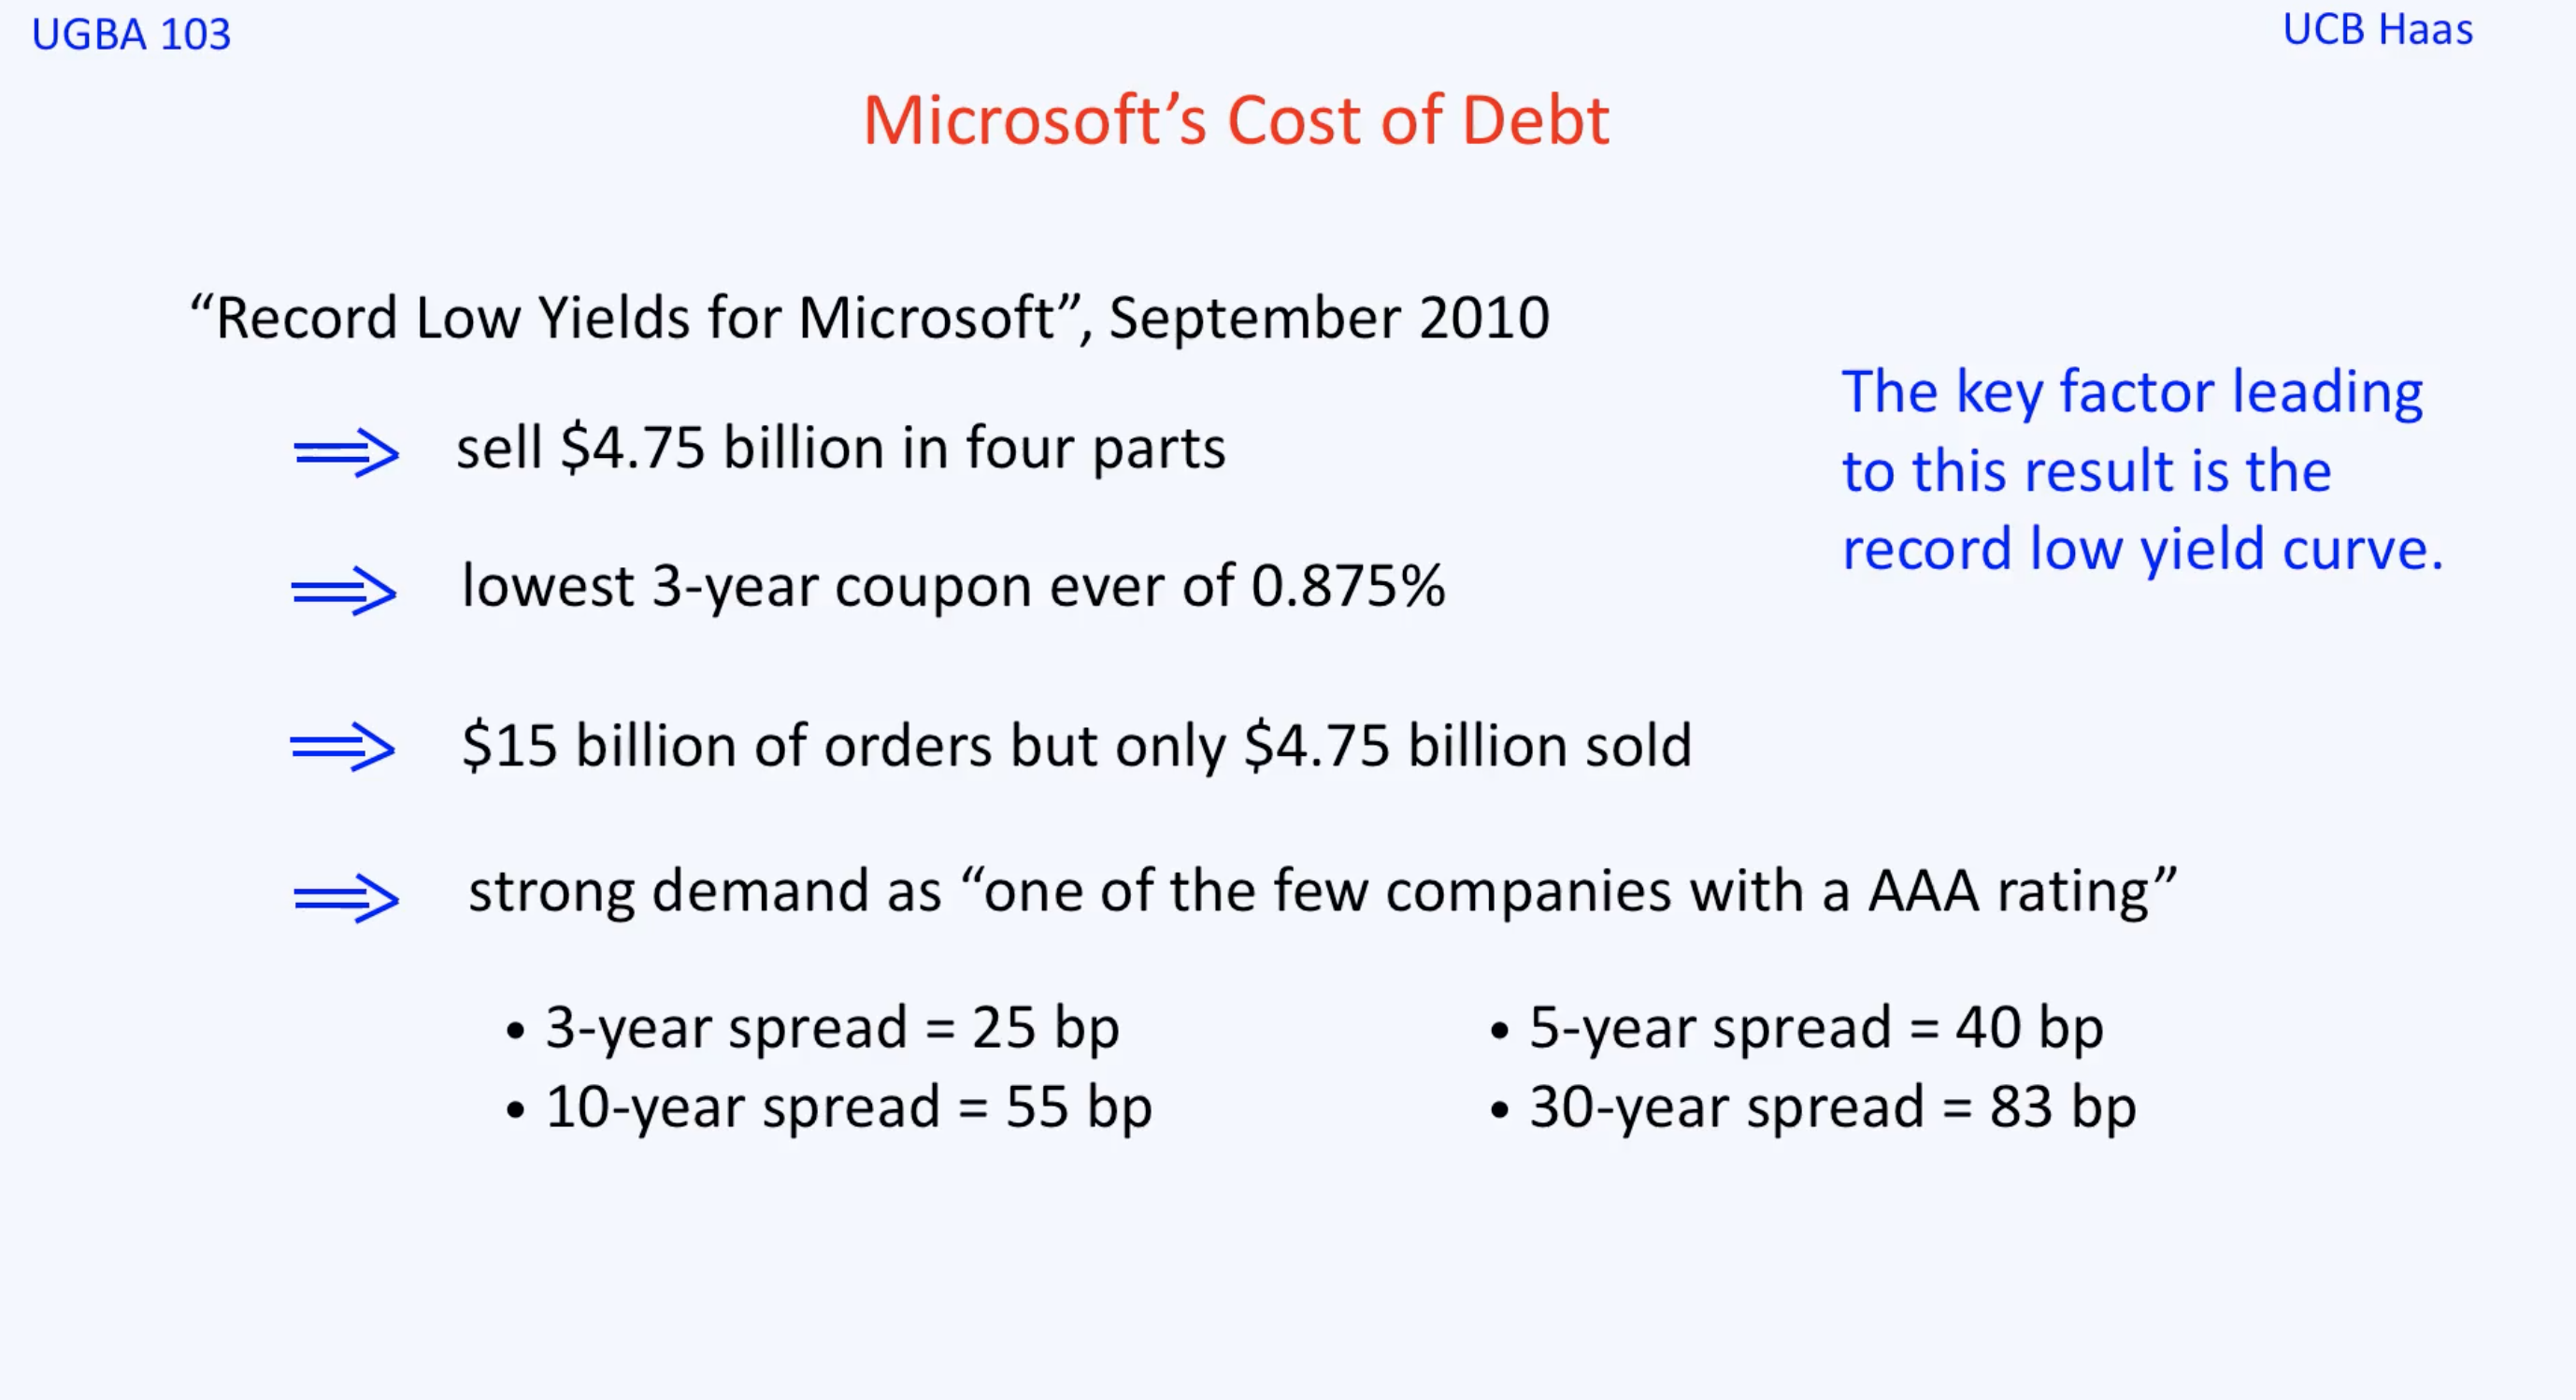 UGBA 103
UCB Haas
Microsoft’s Cost of Debt
“Record Low Yields for Microsoft”, September 2010
sell $4.75 billion in four parts
lowest 3-year coupon ever of 0.875%
$15 billion of orders but only $4.75 billion sold
strong demand as “one of the few companies with a AAA rating”
• 3-year spread = 25 bp
• 5-year spread = 40 bp
• 10-year spread = 55 bp
• 30-year spread = 83 bp
The key factor leading
to this result is the
record low yield curve.